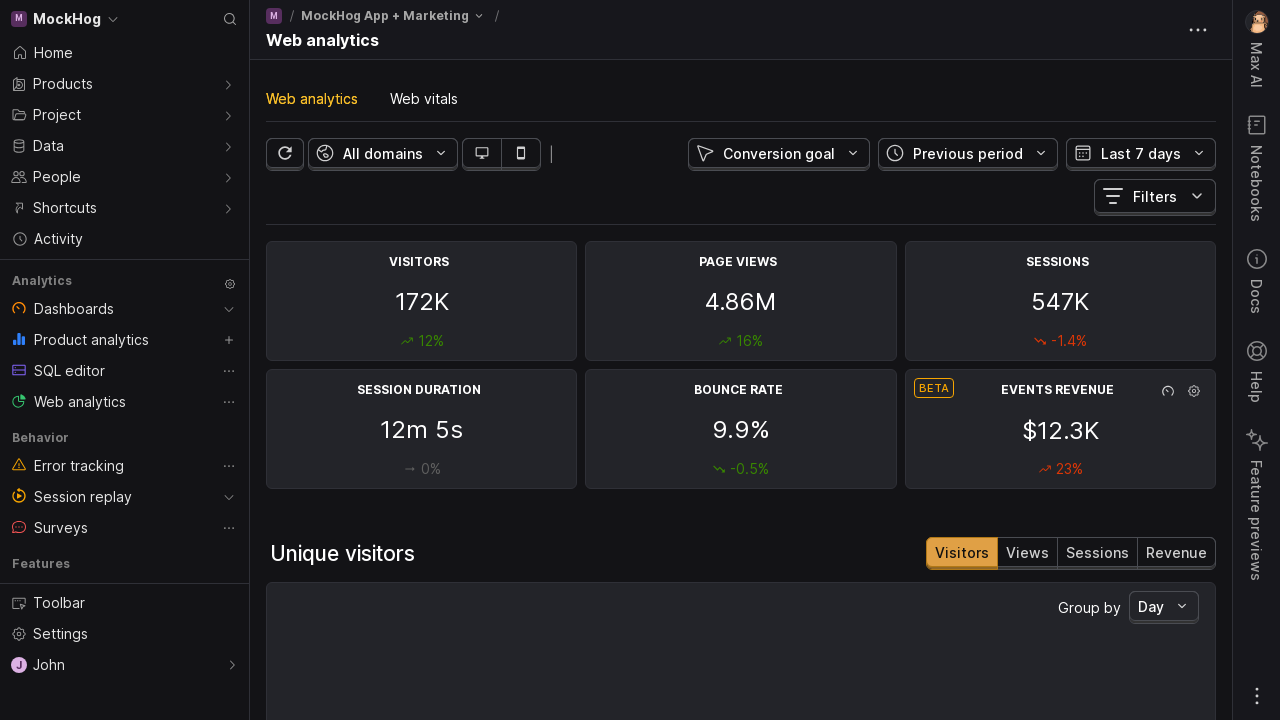 M MockHog
Home
Products
Project
Data
People
Shortcuts
Activity
Analytics
Dashboards
Product analytics
SQL editor
Web analytics
Behavior
Error tracking
Session replay
Surveys
Features
Toolbar
Settings
J John
M / MockHog App + Marketing /
Web analytics
Web analytics Web vitals
All domains Conversion goal Previous period Last 7 days
Filters
VISITORS
172K
12%
PAGE VIEWS
4.86M
16%
SESSIONS
547K
-1.4%
SESSION DURATION
12m 5s
0%
BOUNCE RATE
9.9%
-0.5%
BETA EVENTS REVENUE
$12.3K
23%
Unique visitors
Visitors Views Sessions Revenue
Group by Day
Max AI
Notebooks
Docs
Help
Feature previews